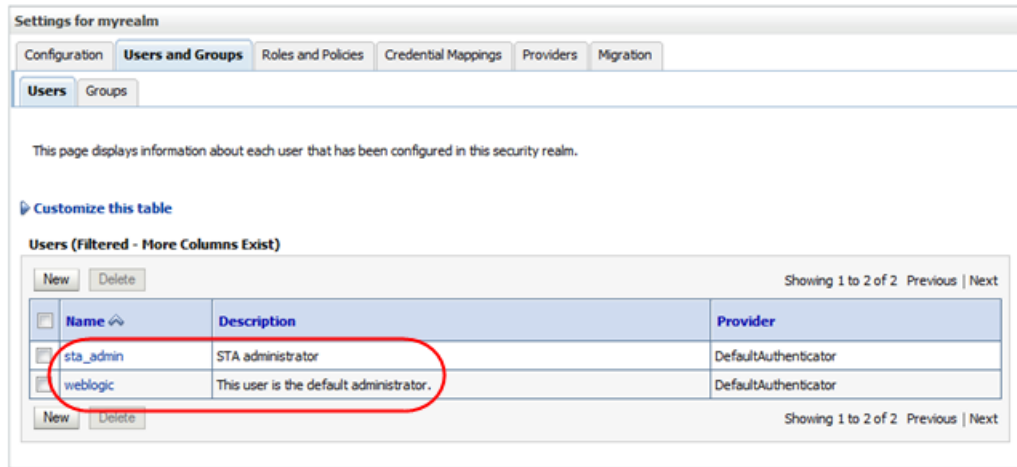 Settings for myrealm
Configuration Users and Groups Roles and Policies Credential Mappings Providers Migration
Users Groups
This page displays information about each user that has been configured in this security realm.
Customize this table
Users (Filtered - More Columns Exist)
New Delete Showing 1 to 2 of 2 Previous | Next
Name Description Provider
sta_admin STA administrator DefaultAuthenticator
weblogic This user is the default administrator. DefaultAuthenticator
New Delete Showing 1 to 2 of 2 Previous | Next